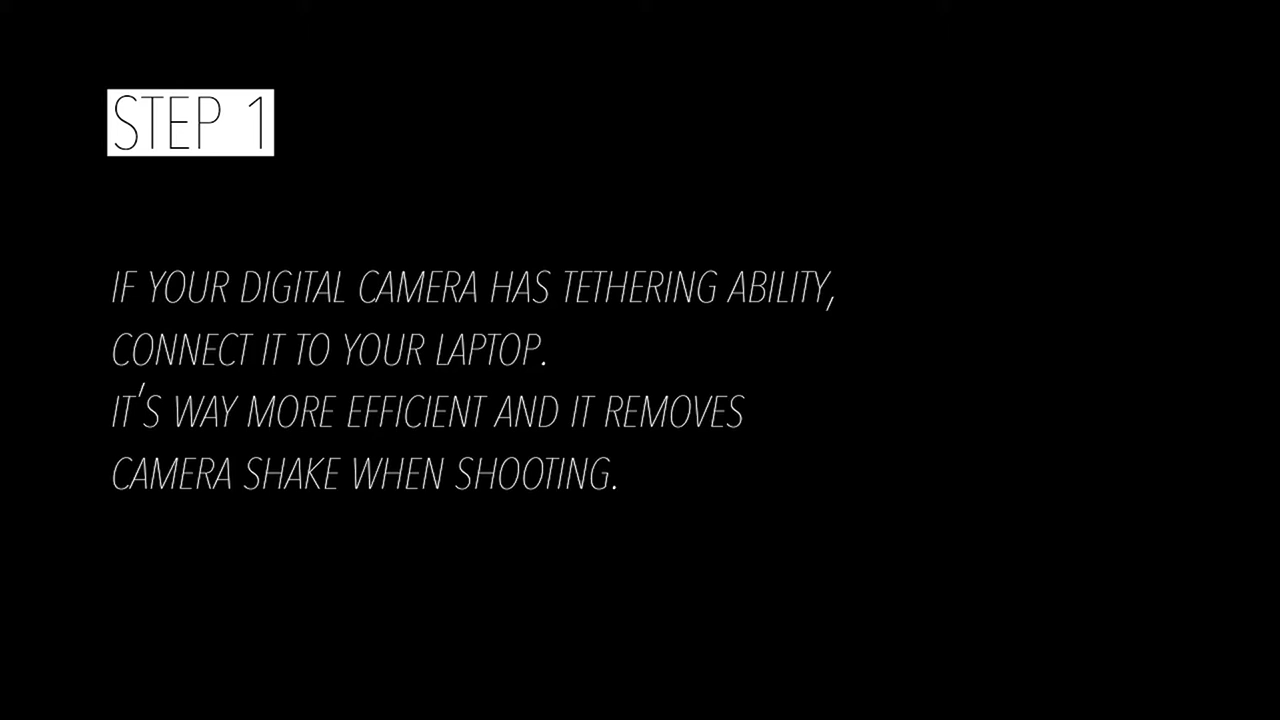 STEP 1
IF YOUR DIGITAL CAMERA HAS TETHERING ABILITY,
CONNECT IT TO YOUR LAPTOP.
IT'S WAY MORE EFFICIENT AND IT REMOVES
CAMERA SHAKE WHEN SHOOTING.